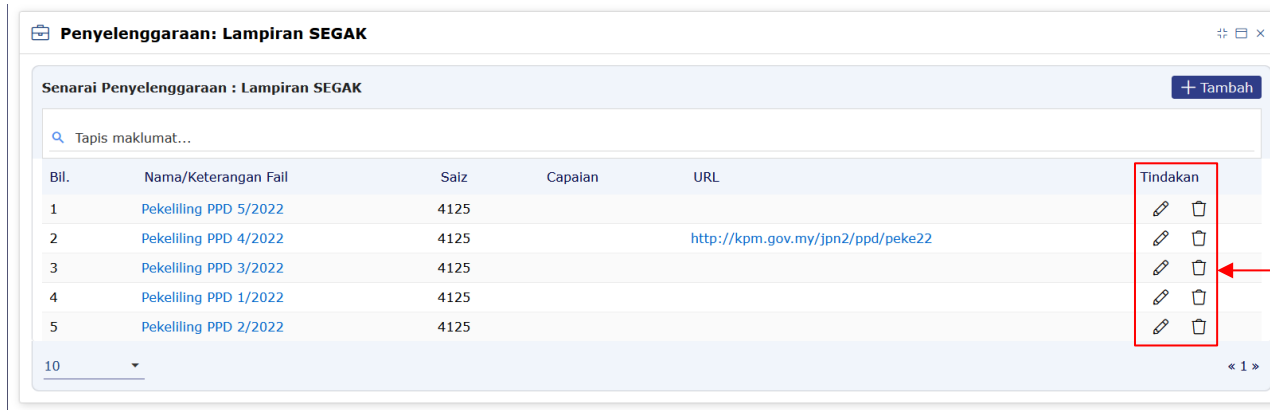 Penyelenggaraan: Lampiran SEGAK
Senarai Penyelenggaraan : Lampiran SEGAK
+ Tambah
Tapis maklumat...
Bil. Nama/Keterangan Fail Saiz Capaian URL Tindakan
1 Pekeliling PPD 5/2022 4125
2 Pekeliling PPD 4/2022 4125 http://kpm.gov.my/jpn2/ppd/peke22
3 Pekeliling PPD 3/2022 4125
4 Pekeliling PPD 1/2022 4125
5 Pekeliling PPD 2/2022 4125
10 « 1 »